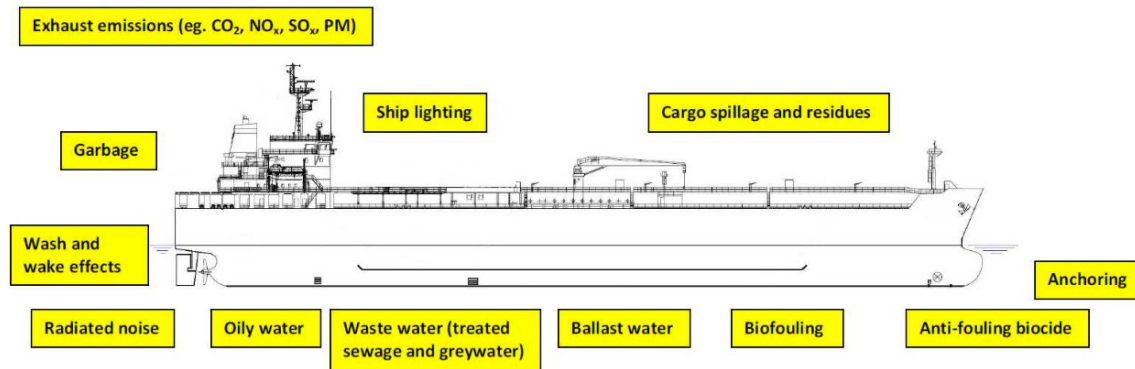 Exhaust emissions (eg. CO₂, NOₓ, SOₓ, PM)
Ship lighting
Cargo spillage and residues
Garbage
Wash and
wake effects
Anchoring
Radiated noise
Oily water
Waste water (treated
sewage and greywater)
Ballast water
Biofouling
Anti-fouling biocide